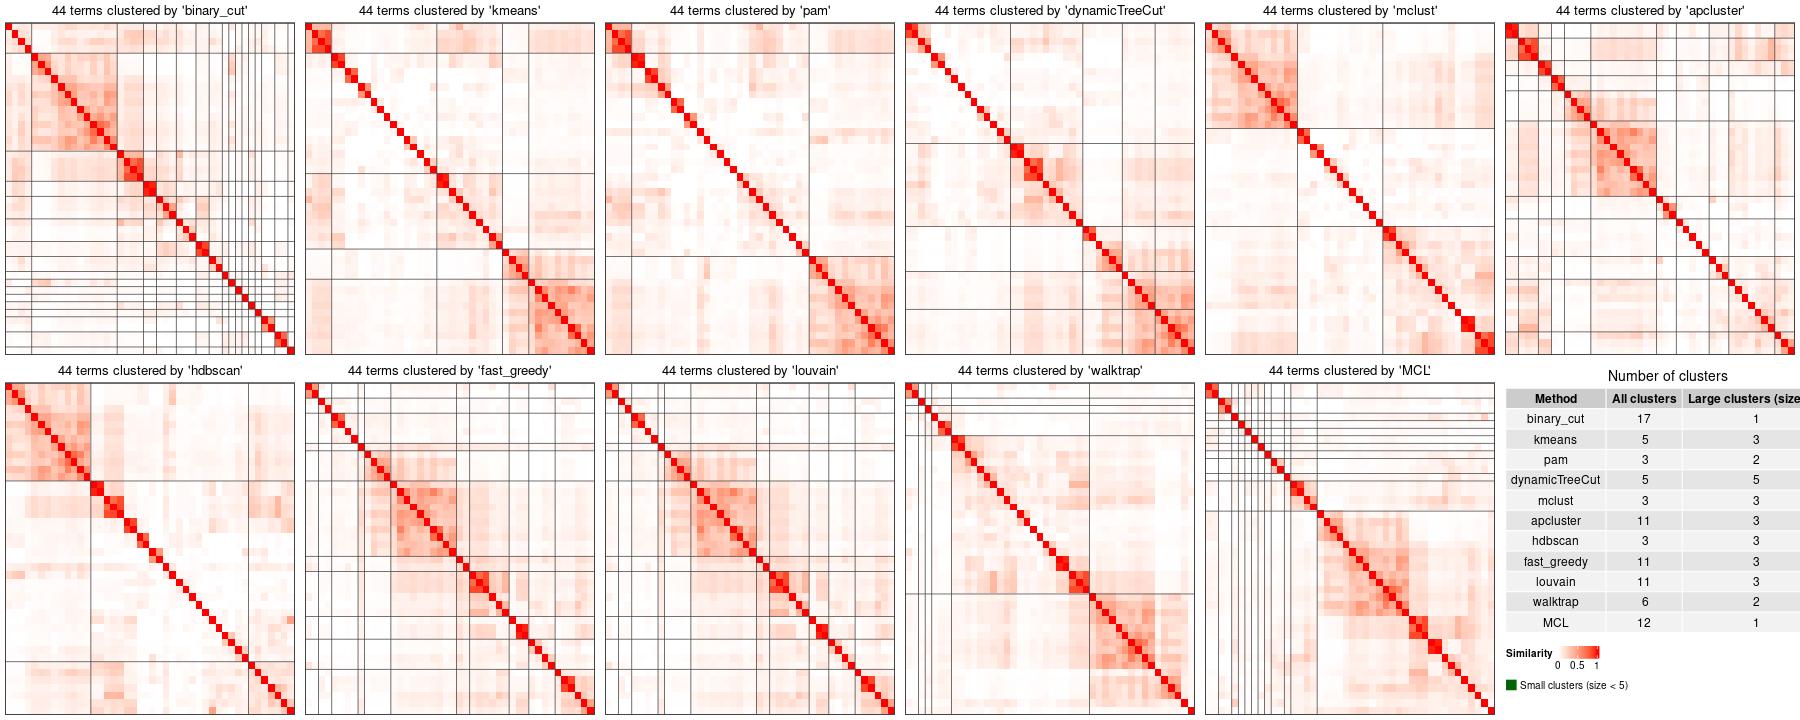 44 terms clustered by 'binary_cut'
44 terms clustered by 'kmeans'
44 terms clustered by 'pam'
44 terms clustered by 'dynamicTreeCut'
44 terms clustered by 'mclust'
44 terms clustered by 'apcluster'
44 terms clustered by 'hdbscan'
44 terms clustered by 'fast_greedy'
44 terms clustered by 'louvain'
44 terms clustered by 'walktrap'
44 terms clustered by 'MCL'
Number of clusters
Method All clusters Large clusters (size
binary_cut 17 1
kmeans 5 3
pam 3 2
dynamicTreeCut 5 5
mclust 3 3
apcluster 11 3
hdbscan 3 3
fast_greedy 11 3
louvain 11 3
walktrap 6 2
MCL 12 1
Similarity
0 0.5 1
Small clusters (size < 5)